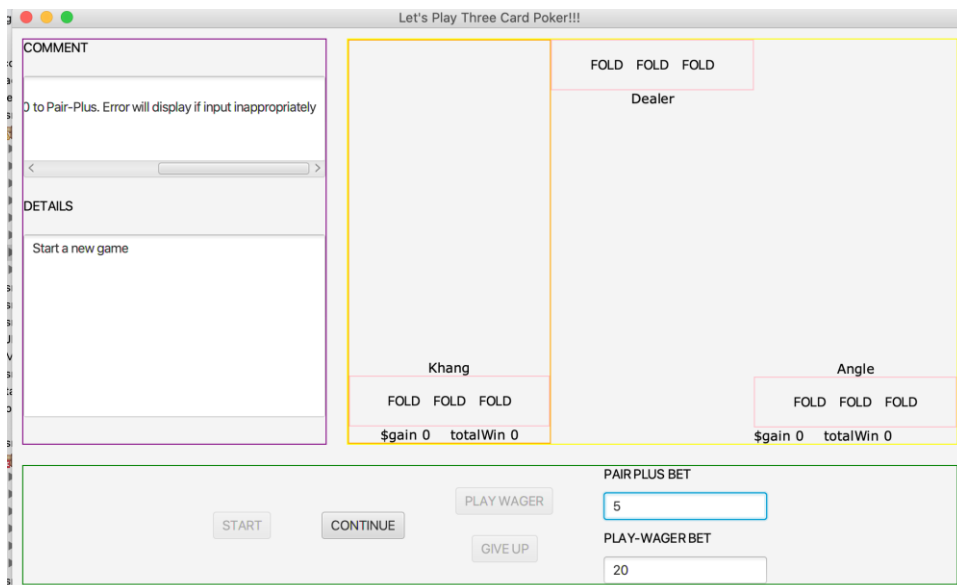 Let's Play Three Card Poker!!!
COMMENT
0 to Pair-Plus. Error will display if input inappropriately
DETAILS
Start a new game
FOLD FOLD FOLD
Dealer
Khang
FOLD FOLD FOLD
$gain 0 totalWin 0
Angle
FOLD FOLD FOLD
$gain 0 totalWin 0
START
CONTINUE
PLAY WAGER
GIVE UP
PAIR PLUS BET
5
PLAY-WAGER BET
20